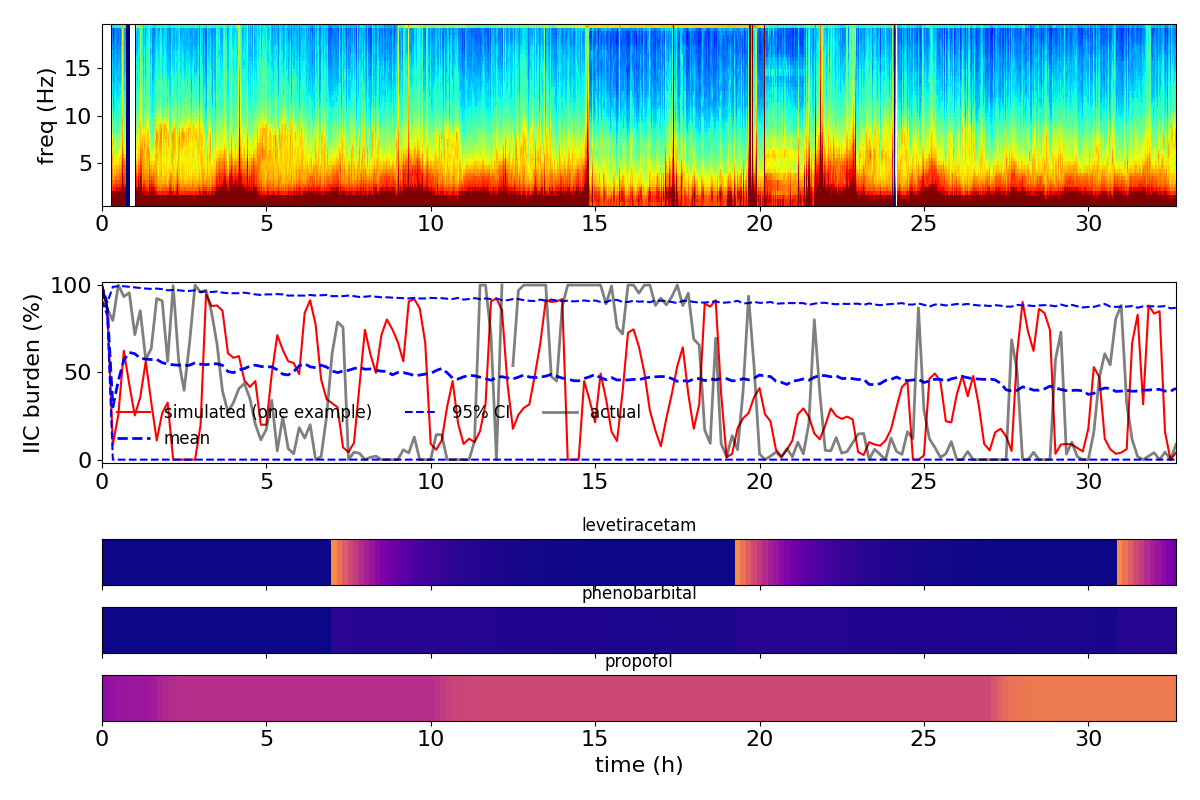 freq (Hz)
15
10
5
0 5 10 15 20 25 30
IIC burden (%)
100
50
0
simulated (one example) 95% CI actual
mean
0 5 10 15 20 25 30
levetiracetam
phenobarbital
propofol
0 5 10 15 20 25 30
time (h)